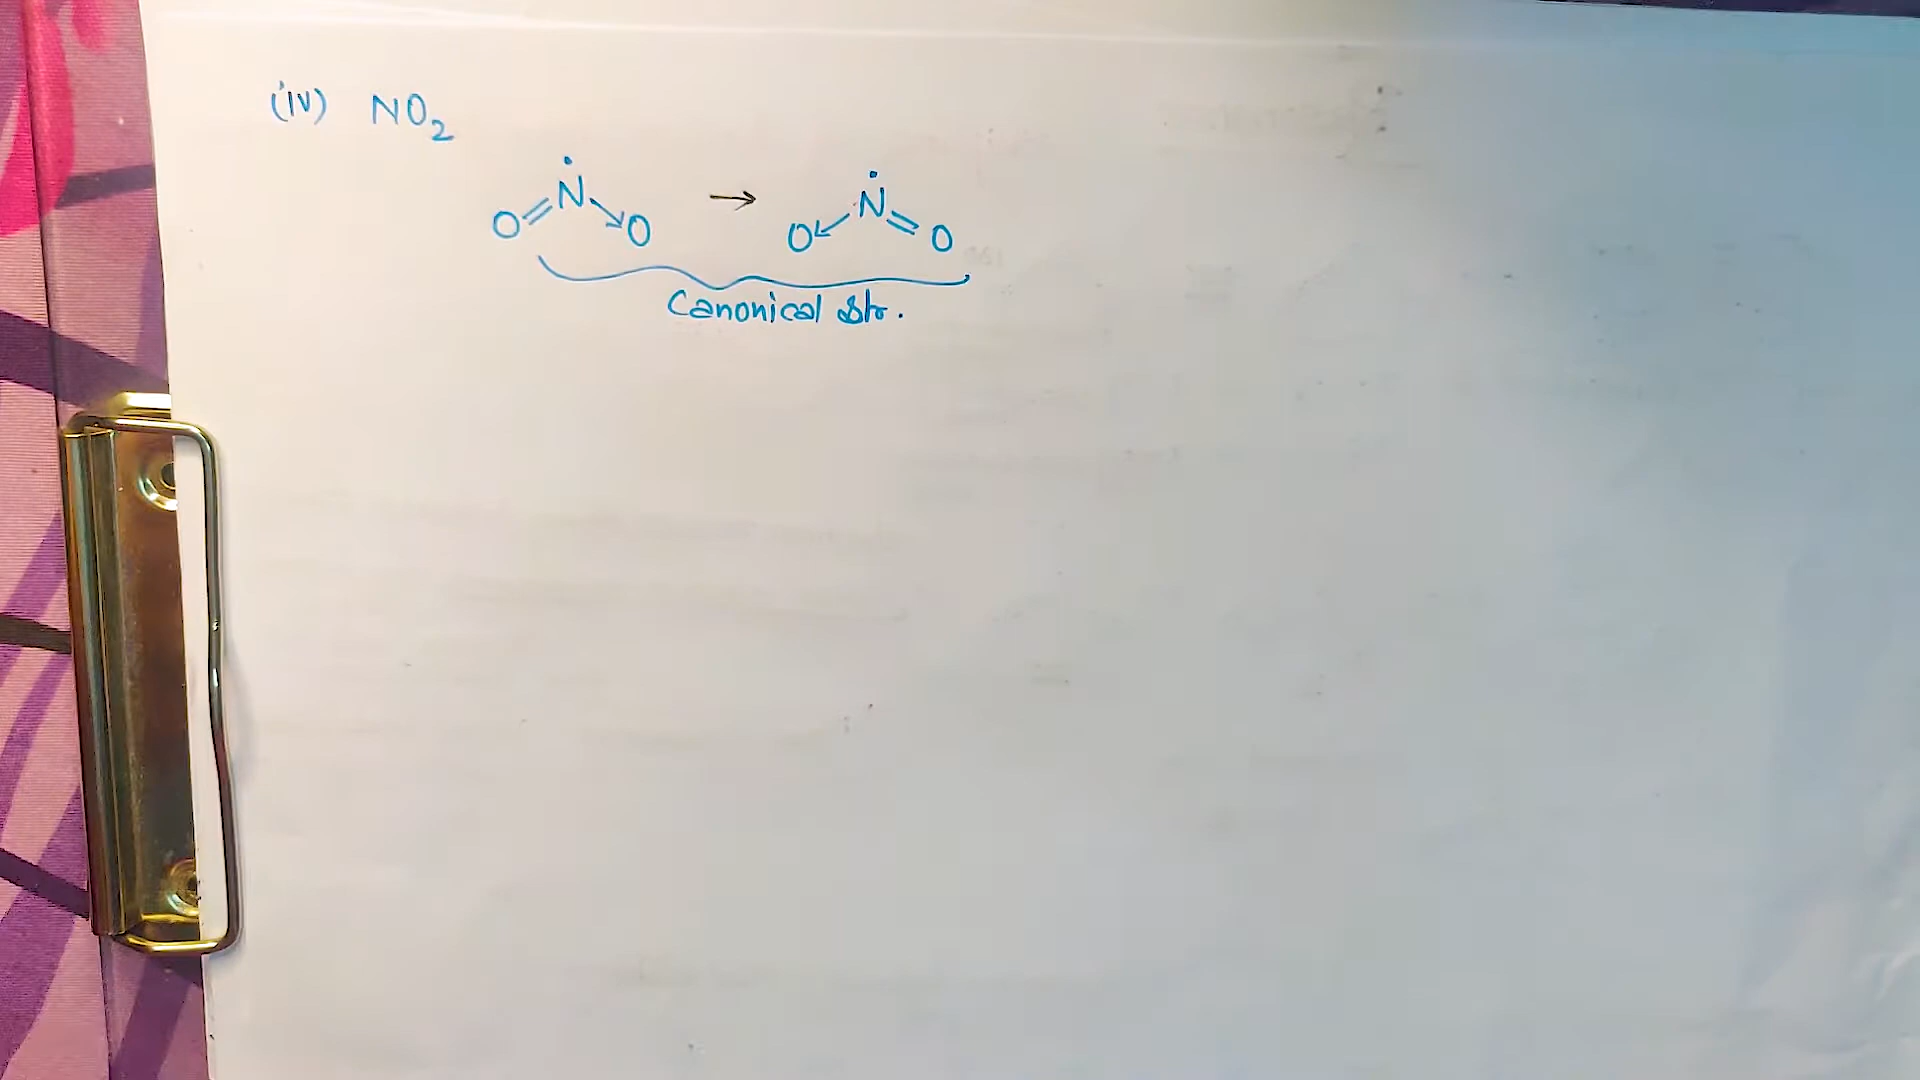 (iv) NO₂
O=Ṅ→O → O←Ṅ=O
Canonical Str.